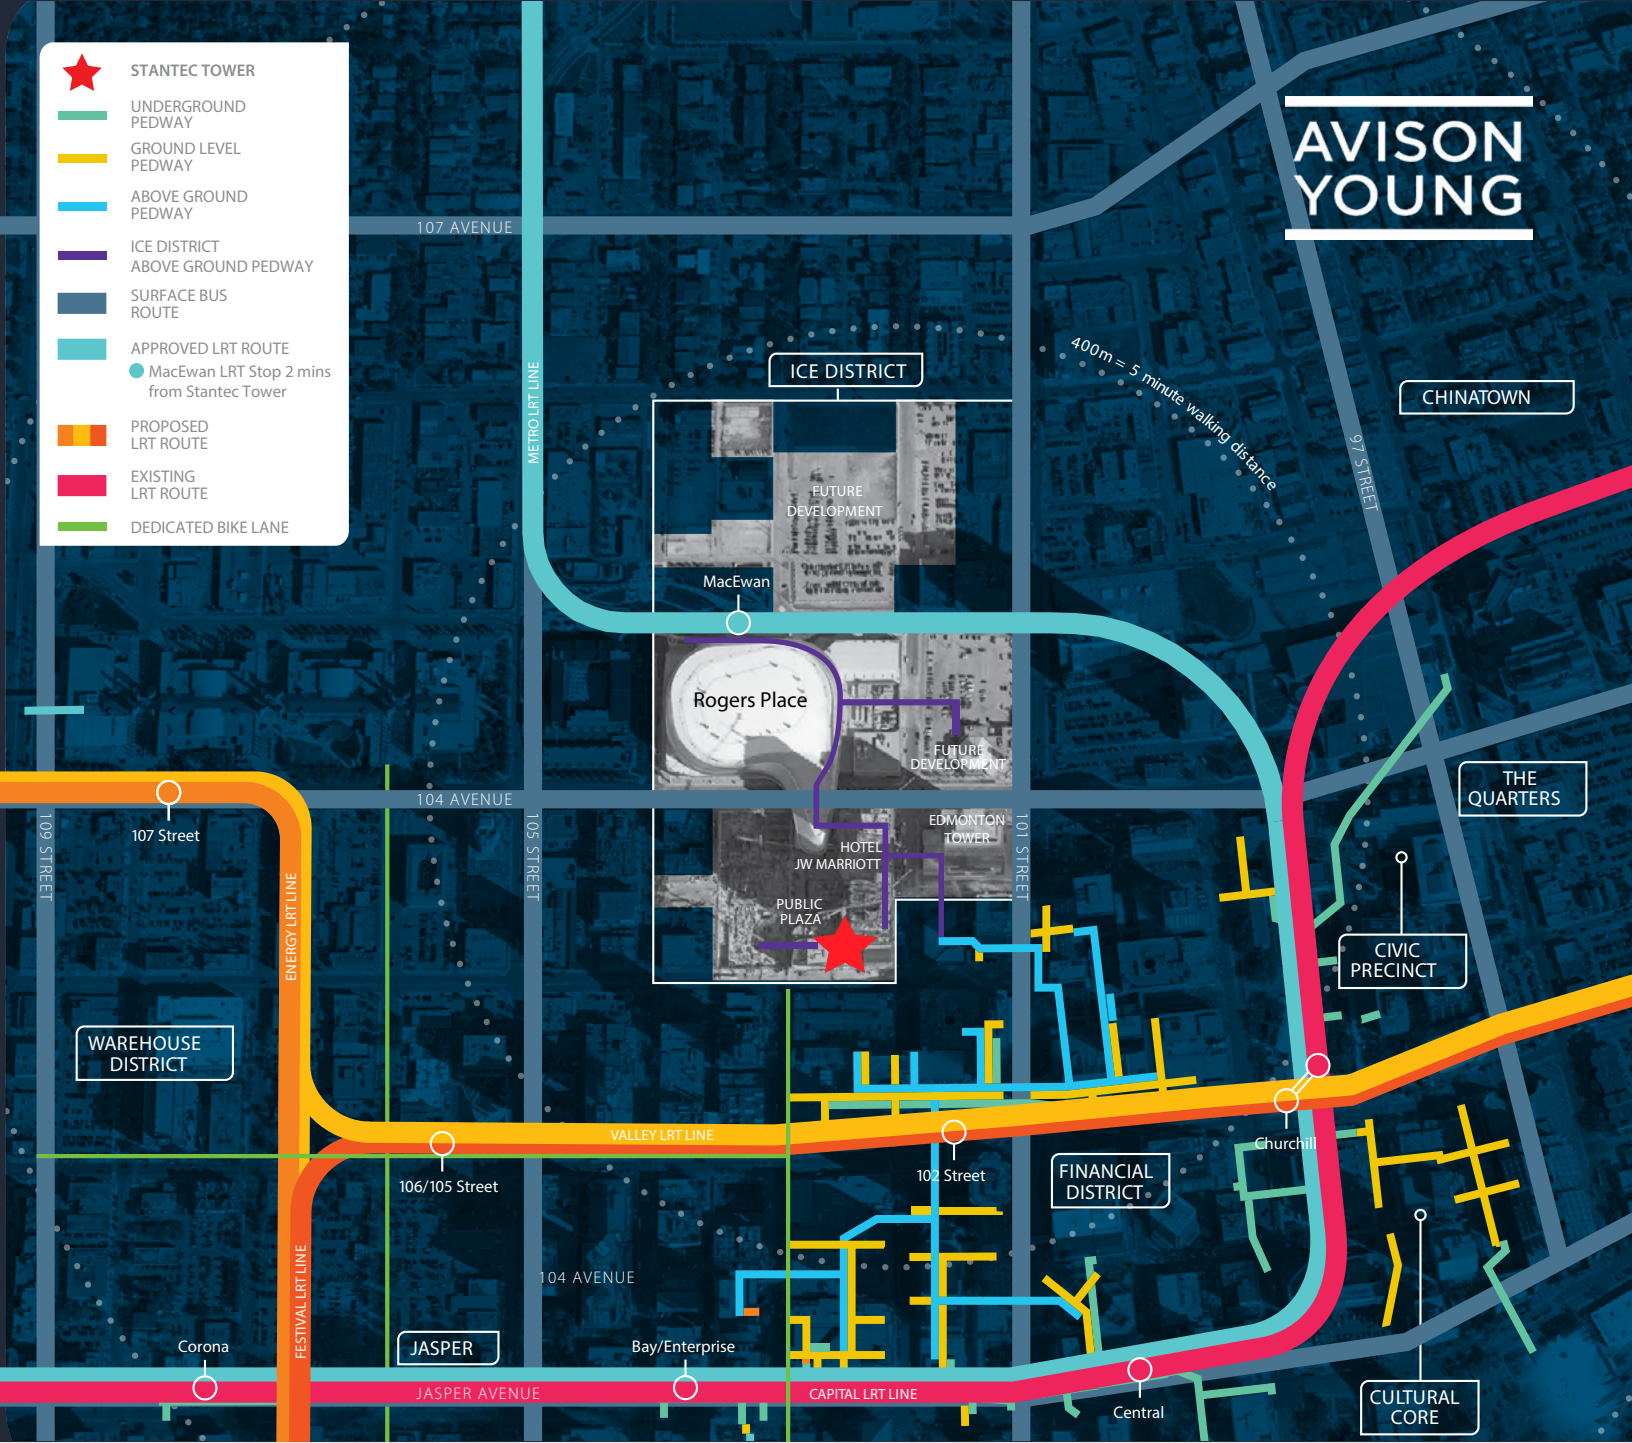 STANTEC TOWER
UNDERGROUND
PEDWAY
GROUND LEVEL
PEDWAY
ABOVE GROUND
PEDWAY
ICE DISTRICT
ABOVE GROUND PEDWAY
SURFACE BUS
ROUTE
APPROVED LRT ROUTE
MacEwan LRT Stop 2 mins
from Stantec Tower
PROPOSED
LRT ROUTE
EXISTING
LRT ROUTE
DEDICATED BIKE LANE
AVISON
YOUNG
107 AVENUE
METRO LRT LINE
ICE DISTRICT
400m = 5 minute walking distance
CHINATOWN
97 STREET
FUTURE
DEVELOPMENT
MacEwan
Rogers Place
FUTURE
DEVELOPMENT
104 AVENUE
THE
QUARTERS
107 Street
109 STREET
105 STREET
101 STREET
EDMONTON
TOWER
HOTEL
JW MARRIOTT
PUBLIC
PLAZA
ENERGY LRT LINE
CIVIC
PRECINCT
WAREHOUSE
DISTRICT
VALLEY LRT LINE
Churchill
106/105 Street
102 Street
FINANCIAL
DISTRICT
FESTIVAL LRT LINE
104 AVENUE
Corona
JASPER
Bay/Enterprise
JASPER AVENUE
CAPITAL LRT LINE
Central
CULTURAL
CORE